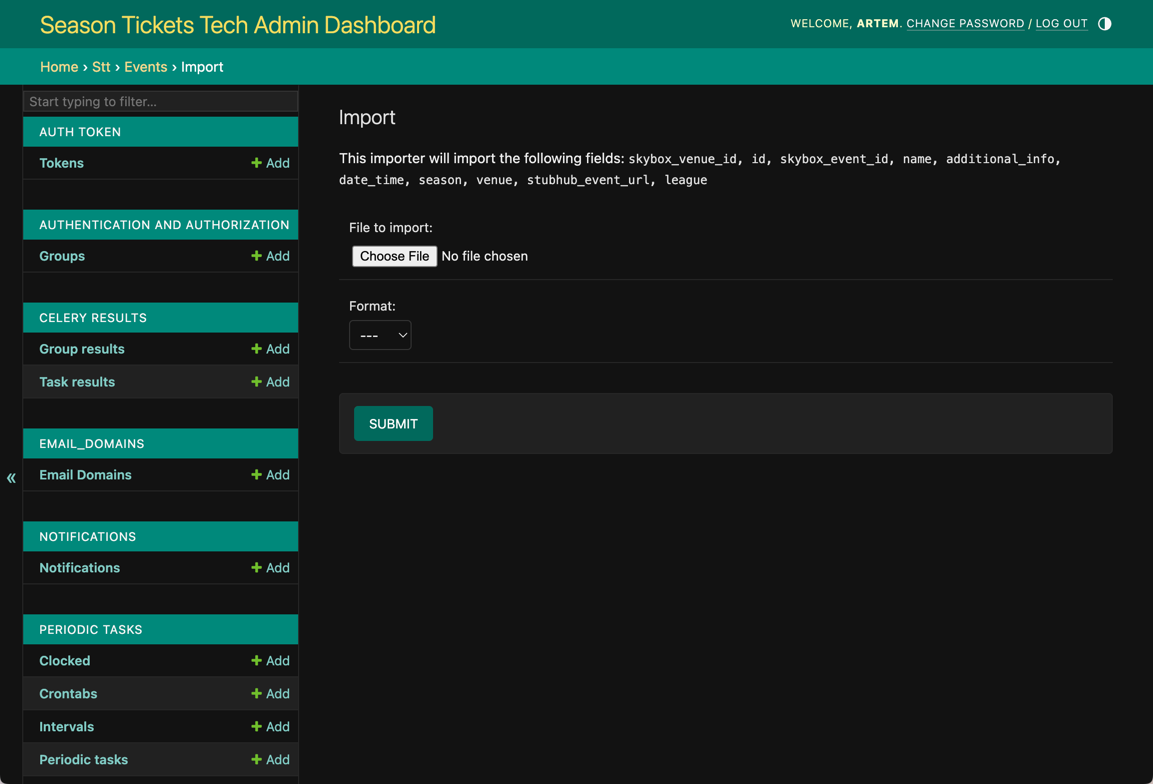 Season Tickets Tech Admin Dashboard
WELCOME, ARTEM. CHANGE PASSWORD / LOG OUT
Home › Stt › Events › Import
Start typing to filter...
AUTH TOKEN
Tokens + Add
AUTHENTICATION AND AUTHORIZATION
Groups + Add
CELERY RESULTS
Group results + Add
Task results + Add
EMAIL_DOMAINS
Email Domains + Add
NOTIFICATIONS
Notifications + Add
PERIODIC TASKS
Clocked + Add
Crontabs + Add
Intervals + Add
Periodic tasks + Add
«
Import
This importer will import the following fields: skybox_venue_id, id, skybox_event_id, name, additional_info,
date_time, season, venue, stubhub_event_url, league
File to import:
Choose File No file chosen
Format:
---
SUBMIT